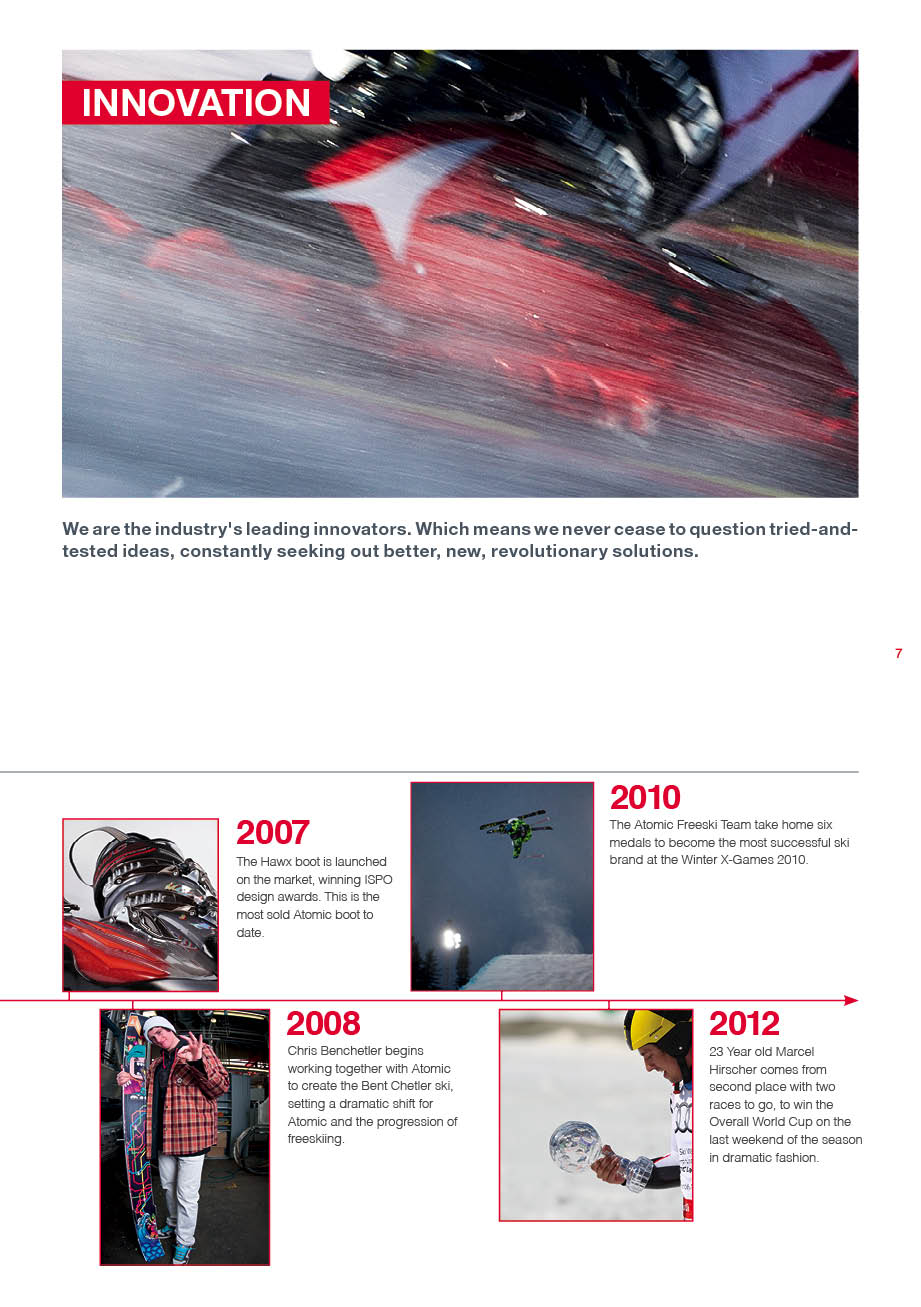 INNOVATION
We are the industry's leading innovators. Which means we never cease to question tried-and-
tested ideas, constantly seeking out better, new, revolutionary solutions.
7
2007
The Hawx boot is launched
on the market, winning ISPO
design awards. This is the
most sold Atomic boot to
date.
2010
The Atomic Freeski Team take home six
medals to become the most successful ski
brand at the Winter X-Games 2010.
2008
Chris Benchetler begins
working together with Atomic
to create the Bent Chetler ski,
setting a dramatic shift for
Atomic and the progression of
freeskiing.
2012
23 Year old Marcel
Hirscher comes from
second place with two
races to go, to win the
Overall World Cup on the
last weekend of the season
in dramatic fashion.